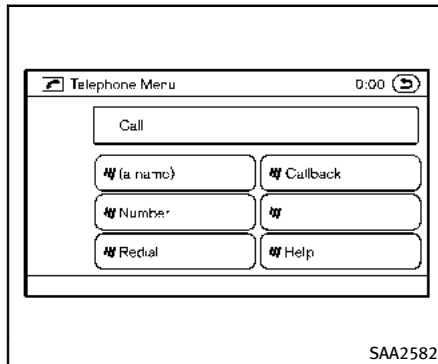 Telephone Menu 0:00
Call
(a name) Callback
Number
Redial Help
SAA2582